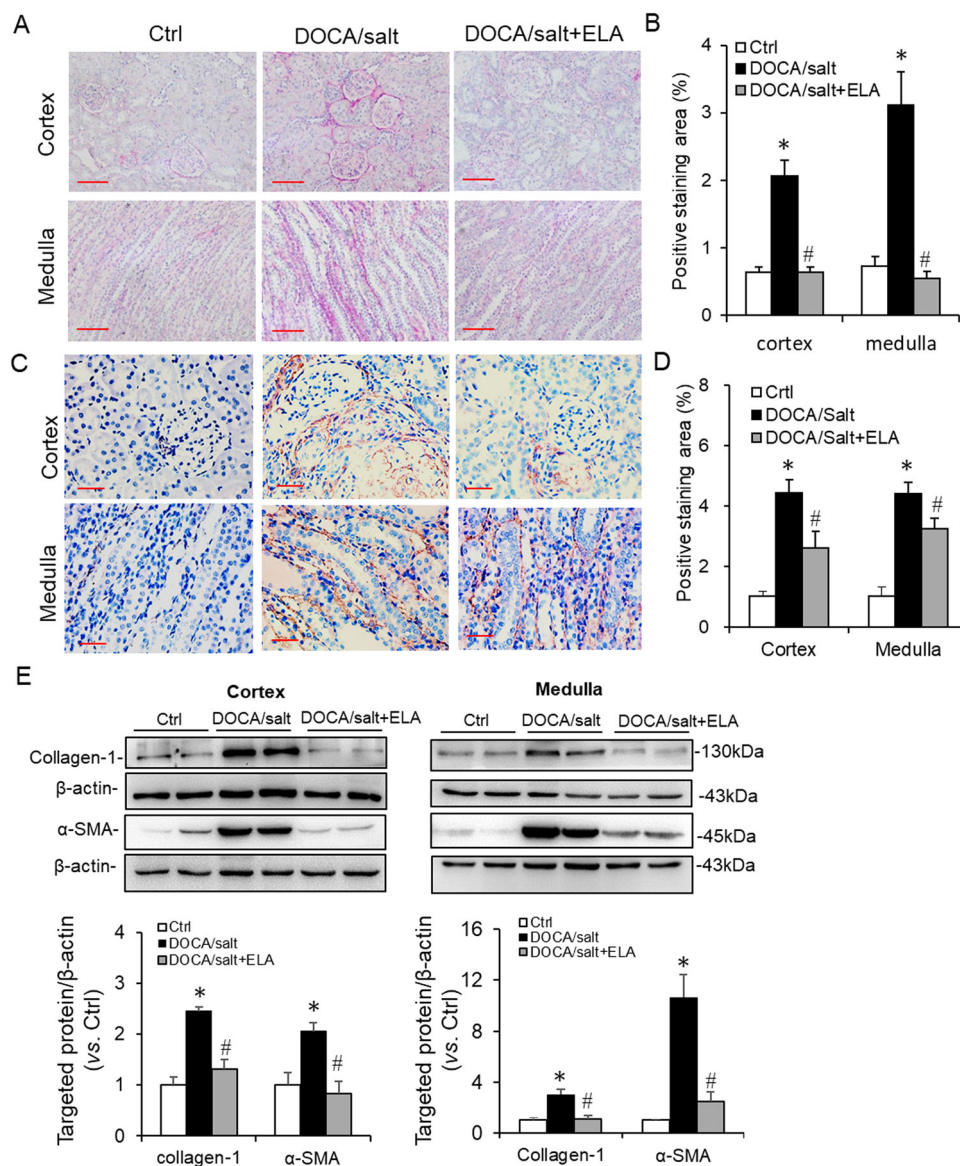 A
Ctrl
DOCA/salt
DOCA/salt+ELA
Cortex
Medulla
B
Positive staining area (%)
4
3
2
1
0
Ctrl
DOCA/salt
DOCA/salt+ELA
*
#
*
#
cortex
medulla
C
Cortex
Medulla
D
Positive staining area (%)
8
6
4
2
0
Crtl
DOCA/Salt
DOCA/Salt+ELA
*
#
*
#
Cortex
Medulla
E
Cortex
Ctrl
DOCA/salt
DOCA/salt+ELA
Collagen-1-
β-actin-
α-SMA-
β-actin-
Medulla
Ctrl
DOCA/salt
DOCA/salt+ELA
-130kDa
-43kDa
-45kDa
-43kDa
Targeted protein/β-actin
(vs. Ctrl)
4
3
2
1
0
Ctrl
DOCA/salt
DOCA/salt+ELA
*
#
*
#
collagen-1
α-SMA
Targeted protein/β-actin
(vs. Ctrl)
16
12
8
4
0
Ctrl
DOCA/salt
DOCA/salt+ELA
*
#
*
#
Collagen-1
α-SMA